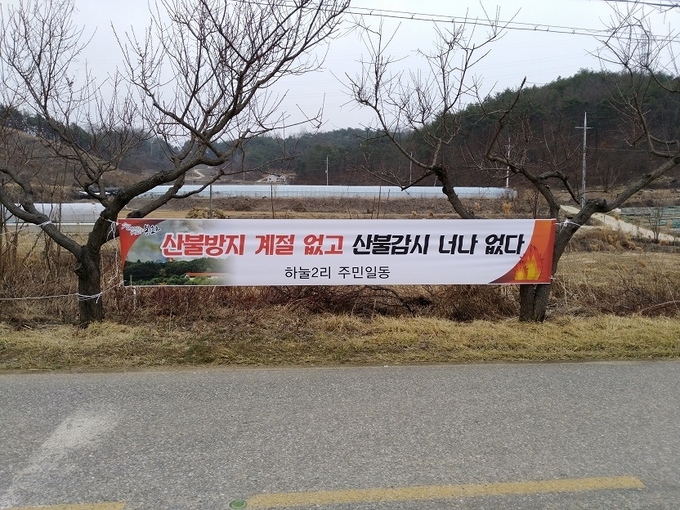 산불방지 계절 없고 산불감시 너나 없다
하눌2리 주민일동